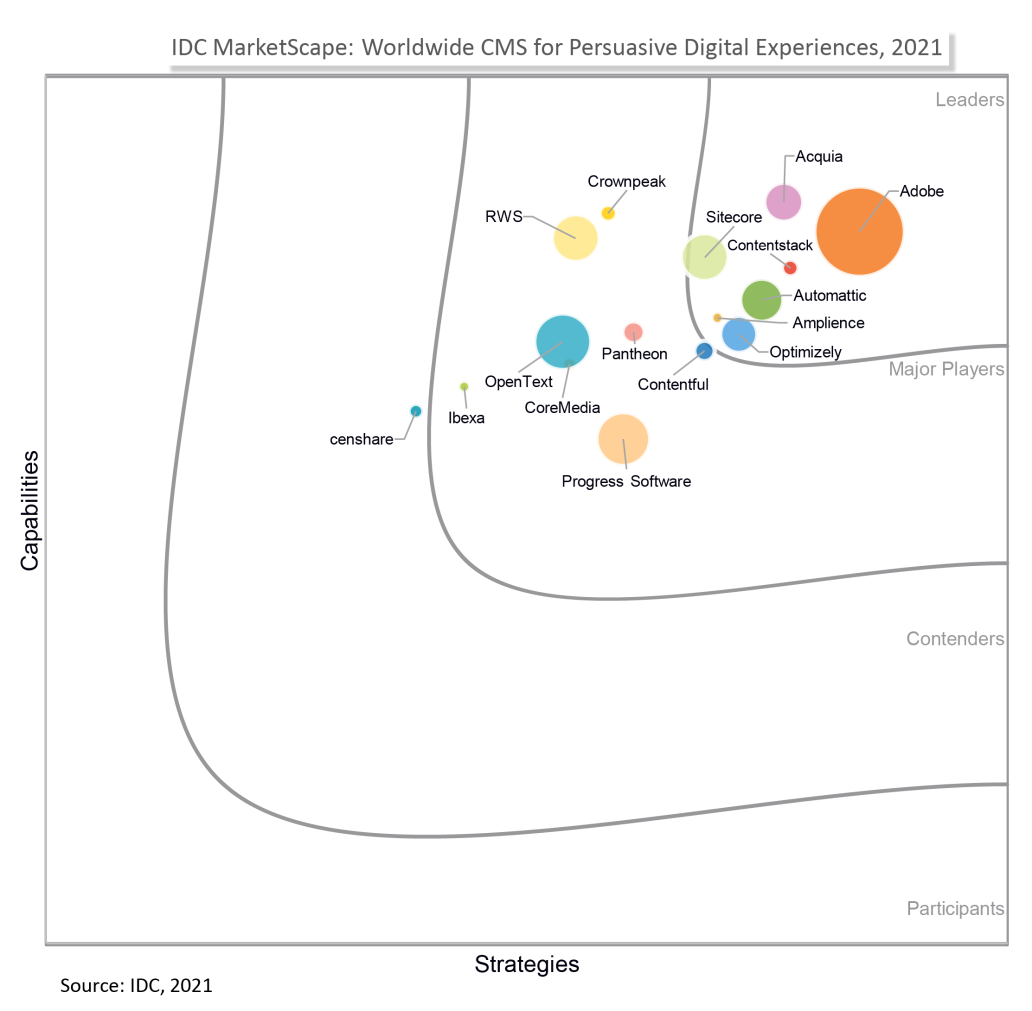 IDC MarketScape: Worldwide CMS for Persuasive Digital Experiences, 2021
Leaders
Acquia
Crownpeak
Adobe
RWS
Sitecore
Contentstack
Automattic
Amplience
Optimizely
Pantheon
Major Players
OpenText
Contentful
CoreMedia
Ibexa
censhare
Progress Software
Capabilities
Contenders
Participants
Strategies
Source: IDC, 2021